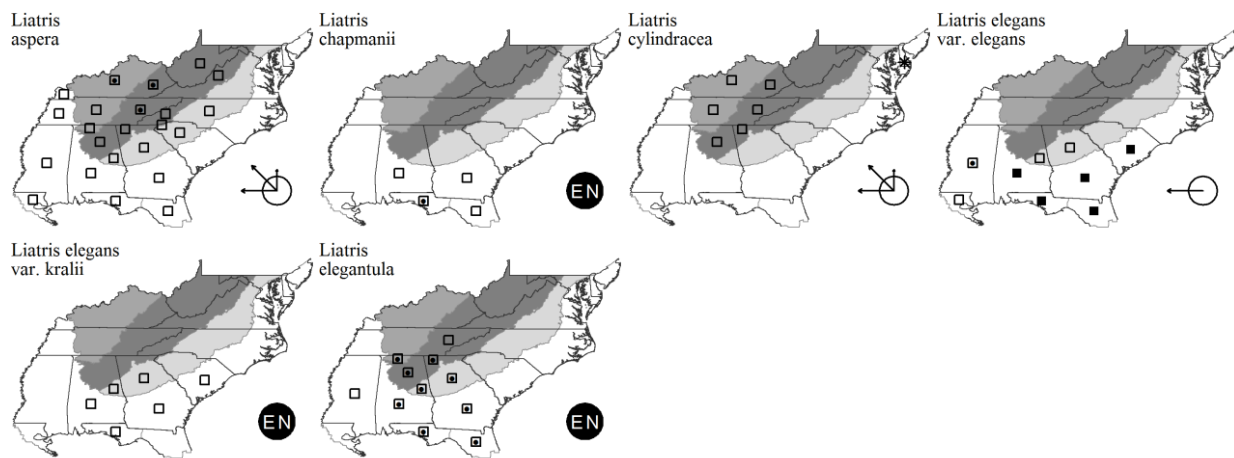 Liatris
aspera
Liatris
chapmanii
EN
Liatris
cylindracea
Liatris elegans
var. elegans
Liatris elegans
var. kralii
EN
Liatris
elegantula
EN